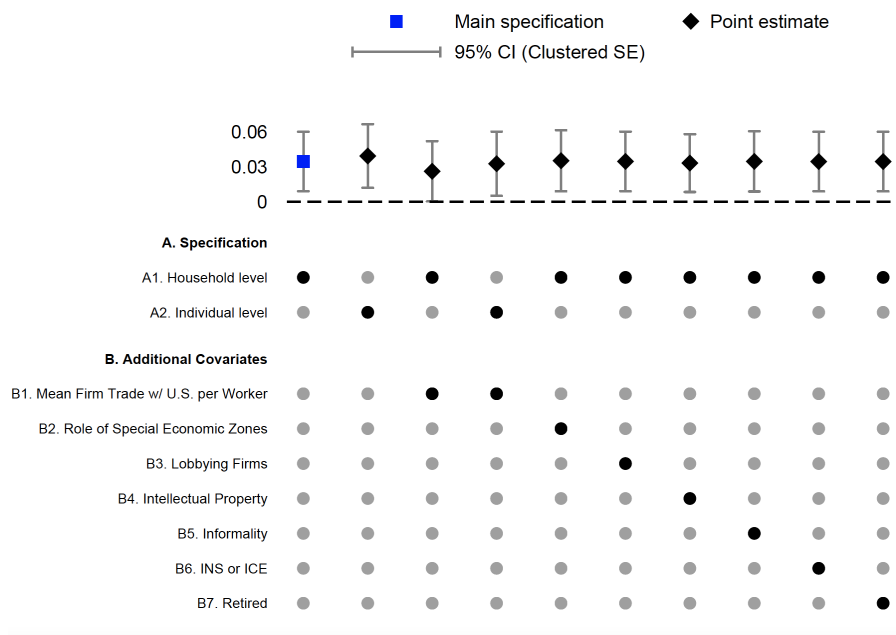 Main specification
Point estimate
95% CI (Clustered SE)
0.06
0.03
0
A. Specification
A1. Household level
A2. Individual level
B. Additional Covariates
B1. Mean Firm Trade w/ U.S. per Worker
B2. Role of Special Economic Zones
B3. Lobbying Firms
B4. Intellectual Property
B5. Informality
B6. INS or ICE
B7. Retired